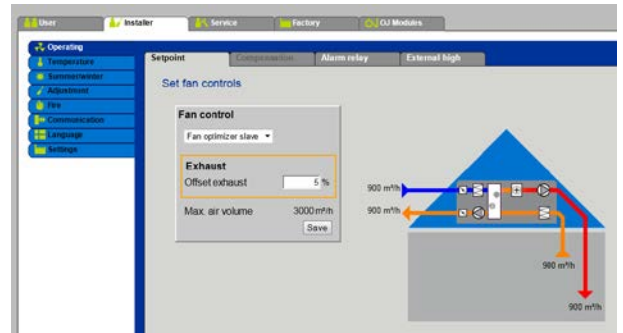 User Installer Service Factory OJ Modules
Operating
Temperature
Summer/winter
Adjustment
Fire
Communication
Language
Settings
Setpoint Compensation Alarm relay External high
Set fan controls
Fan control
Fan optimizer slave
Exhaust
Offset exhaust 5 %
Max. air volume 3000 m³/h
Save
900 m³/h
900 m³/h
900 m³/h
900 m³/h